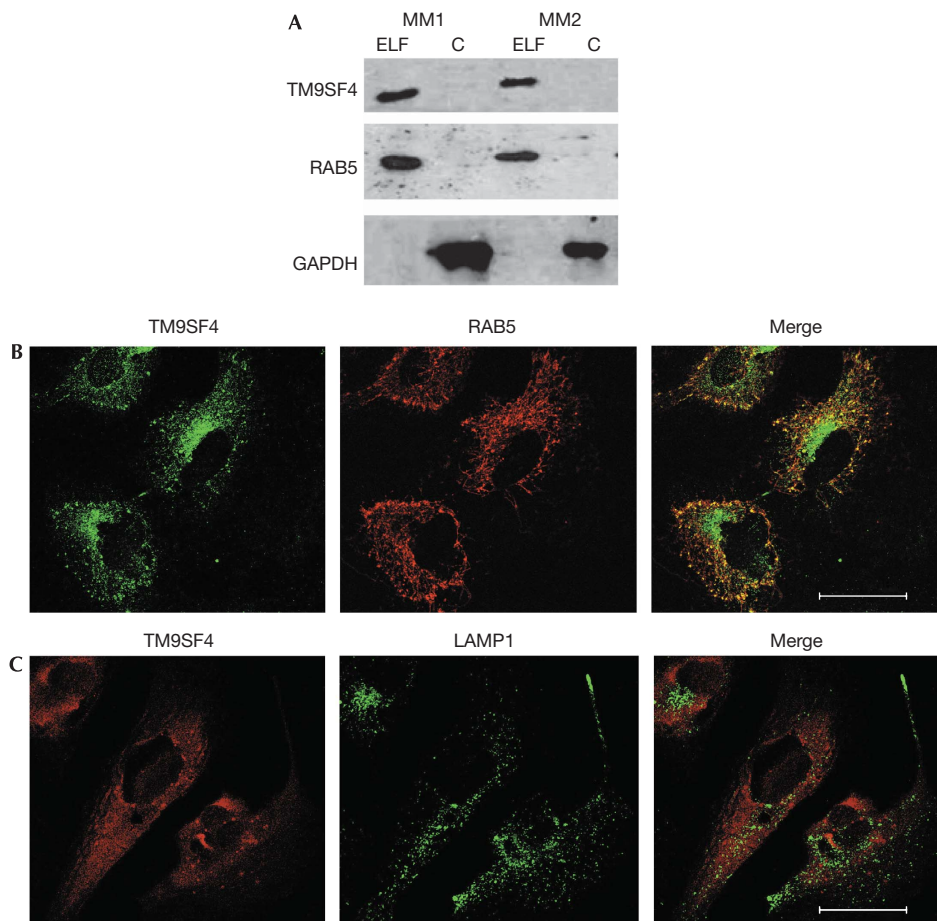 A
MM1 MM2
ELF C ELF C
TM9SF4
RAB5
GAPDH
B
TM9SF4 RAB5 Merge
C
TM9SF4 LAMP1 Merge